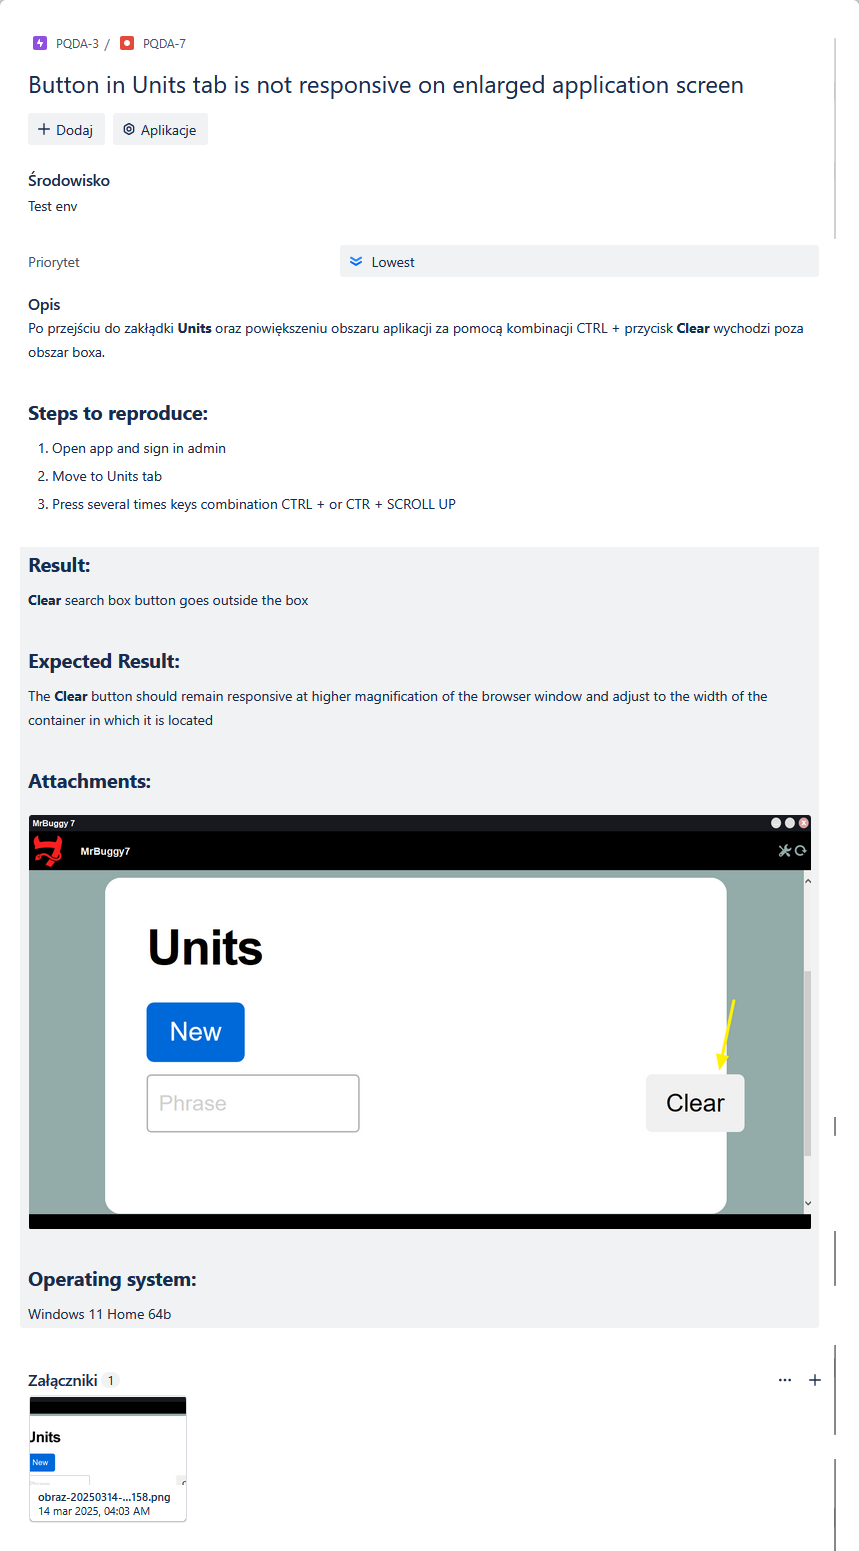 PQDA-3 / PQDA-7
Button in Units tab is not responsive on enlarged application screen
Dodaj Aplikacje
Środowisko
Test env
Priorytet Lowest
Opis
Po przejściu do zakłądki Units oraz powiększeniu obszaru aplikacji za pomocą kombinacji CTRL + przycisk Clear wychodzi poza
obszar boxa.
Steps to reproduce:
1. Open app and sign in admin
2. Move to Units tab
3. Press several times keys combination CTRL + or CTR + SCROLL UP
Result:
Clear search box button goes outside the box
Expected Result:
The Clear button should remain responsive at higher magnification of the browser window and adjust to the width of the
container in which it is located
Attachments:
MrBuggy 7
MrBuggy7
Units
New
Phrase Clear
Operating system:
Windows 11 Home 64b
Załączniki 1
Units
New
obraz-20250314-...158.png
14 mar 2025, 04:03 AM